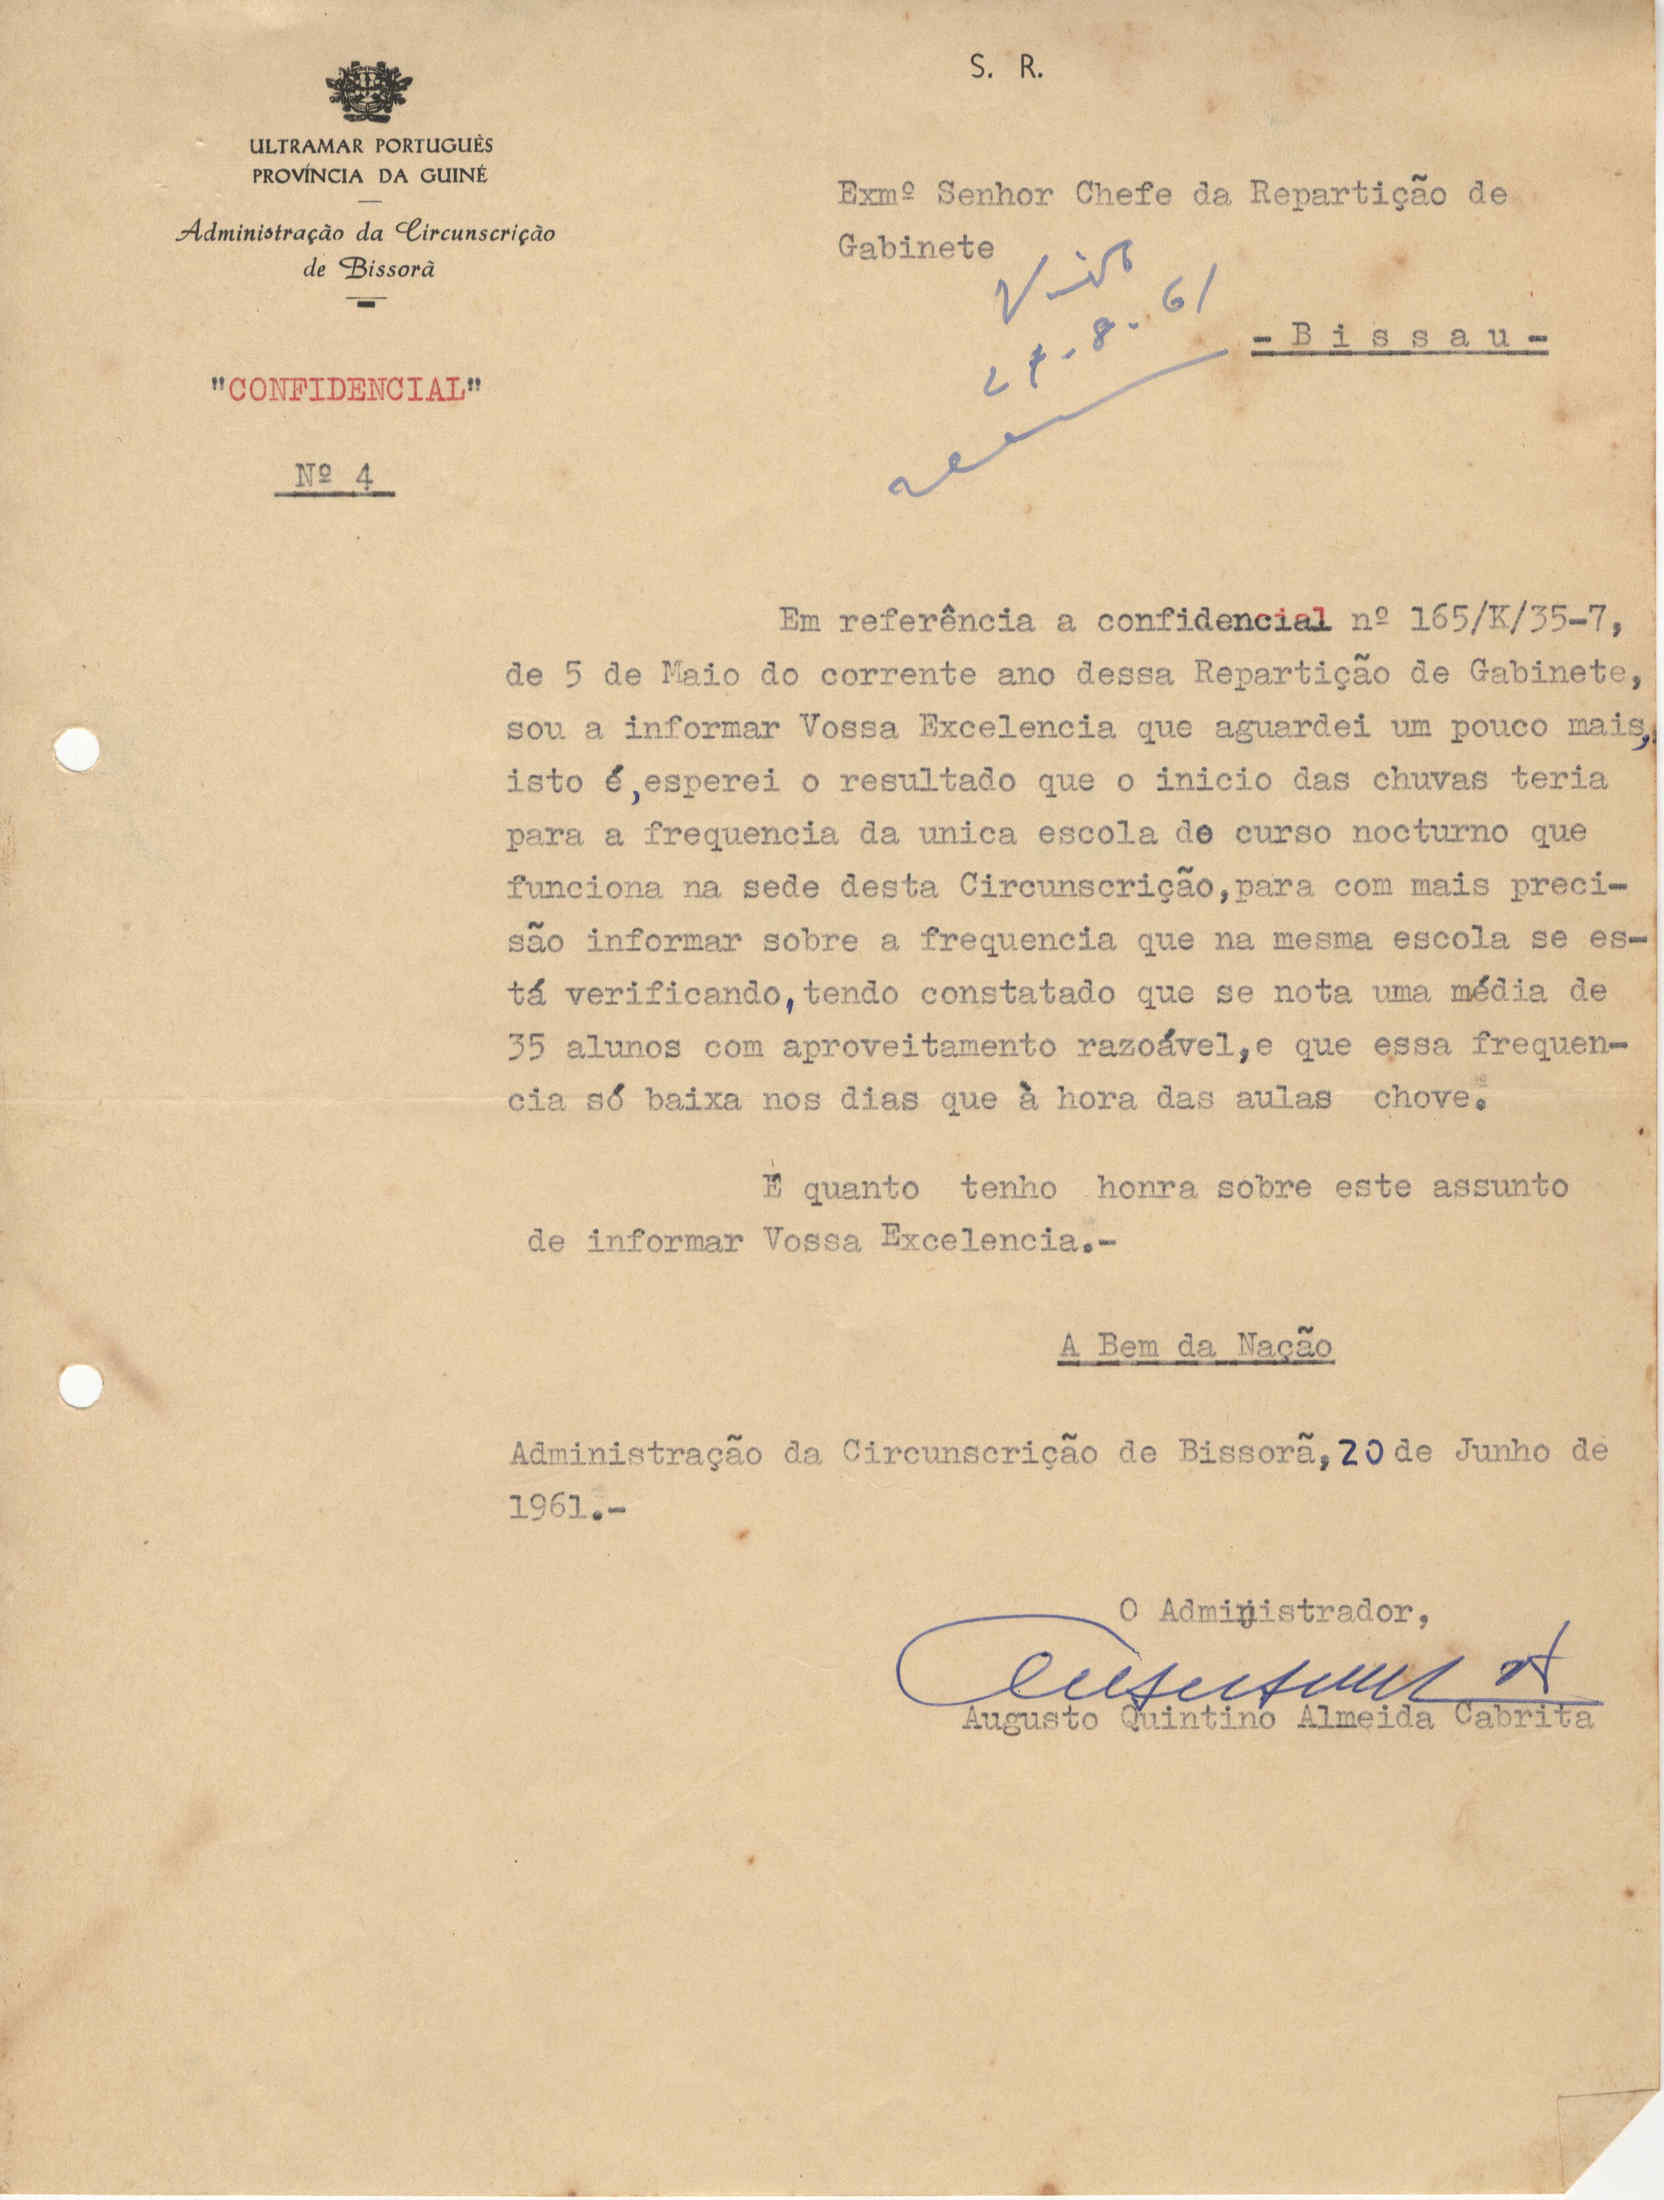 S. R.
ULTRAMAR PORTUGUÊS
PROVÍNCIA DA GUINÉ
Administração da Circunscrição
de Bissorã
"CONFIDENCIAL"
Nº 4
Exmº Senhor Chefe da Repartição de
Gabinete
Visto
27.8.61
- B i s s a u -
Em referência a confidencial nº 165/K/35-7,
de 5 de Maio do corrente ano dessa Repartição de Gabinete,
sou a informar Vossa Excelencia que aguardei um pouco mais,
isto é,esperei o resultado que o inicio das chuvas teria
para a frequencia da unica escola do curso nocturno que
funciona na sede desta Circunscrição,para com mais preci-
são informar sobre a frequencia que na mesma escola se es-
tá verificando,tendo constatado que se nota uma média de
35 alunos com aproveitamento razoável,e que essa frequen-
cia só baixa nos dias que à hora das aulas chove.
É quanto tenho honra sobre este assunto
de informar Vossa Excelencia.-
A Bem da Nação
Administração da Circunscrição de Bissorã,20 de Junho de
1961.-
O Administrador,
Augusto Quintino Almeida Cabrita